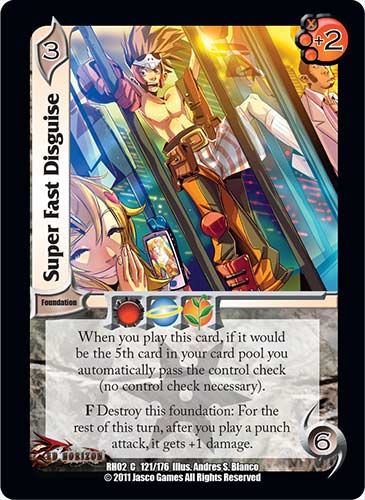 3
+2
Super Fast Disguise
Foundation
When you play this card, if it would
be the 5th card in your card pool you
automatically pass the control check
(no control check necessary).
F Destroy this foundation: For the
rest of this turn, after you play a punch
attack, it gets +1 damage.
6
RED HORIZON
RH02 C 121/176 Illus. Andres S. Blanco
© 2011 Jasco Games All Rights Reserved